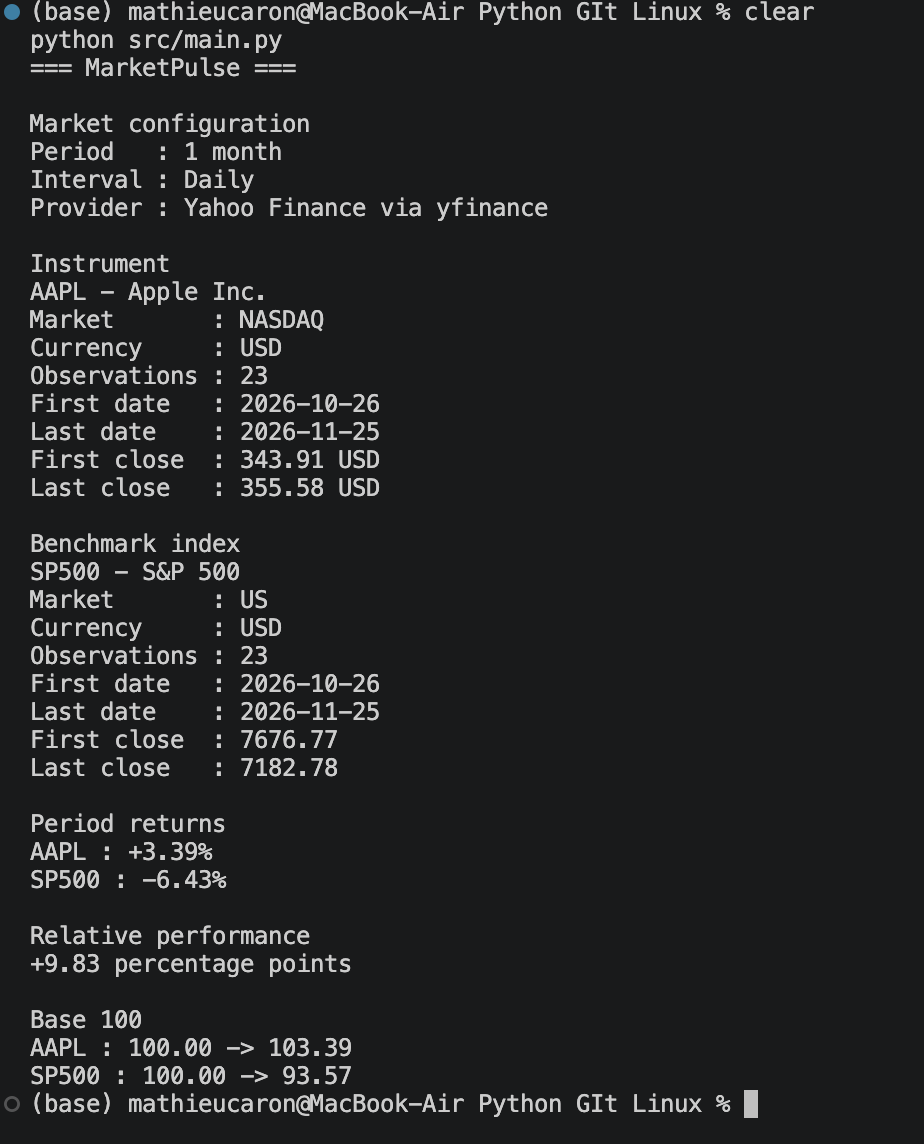 (base) mathieucaron@MacBook-Air Python GIt Linux % clear
python src/main.py
=== MarketPulse ===
Market configuration
Period   : 1 month
Interval : Daily
Provider : Yahoo Finance via yfinance
Instrument
AAPL – Apple Inc.
Market       : NASDAQ
Currency     : USD
Observations : 23
First date   : 2026-10-26
Last date    : 2026-11-25
First close  : 343.91 USD
Last close   : 355.58 USD
Benchmark index
SP500 – S&P 500
Market       : US
Currency     : USD
Observations : 23
First date   : 2026-10-26
Last date    : 2026-11-25
First close  : 7676.77
Last close   : 7182.78
Period returns
AAPL : +3.39%
SP500 : -6.43%
Relative performance
+9.83 percentage points
Base 100
AAPL : 100.00 -> 103.39
SP500 : 100.00 -> 93.57
(base) mathieucaron@MacBook-Air Python GIt Linux %